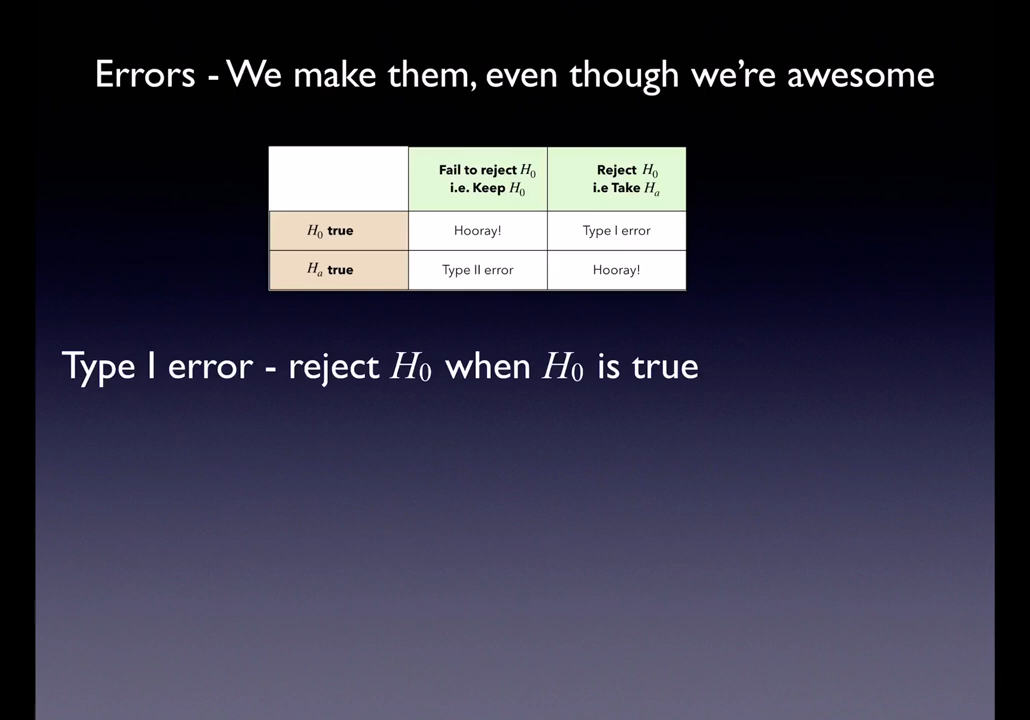 Errors - We make them, even though we're awesome
Fail to reject H₀ i.e. Keep H₀
Reject H₀ i.e Take Hₐ
H₀ true
Hooray!
Type I error
Hₐ true
Type II error
Hooray!
Type I error - reject H₀ when H₀ is true